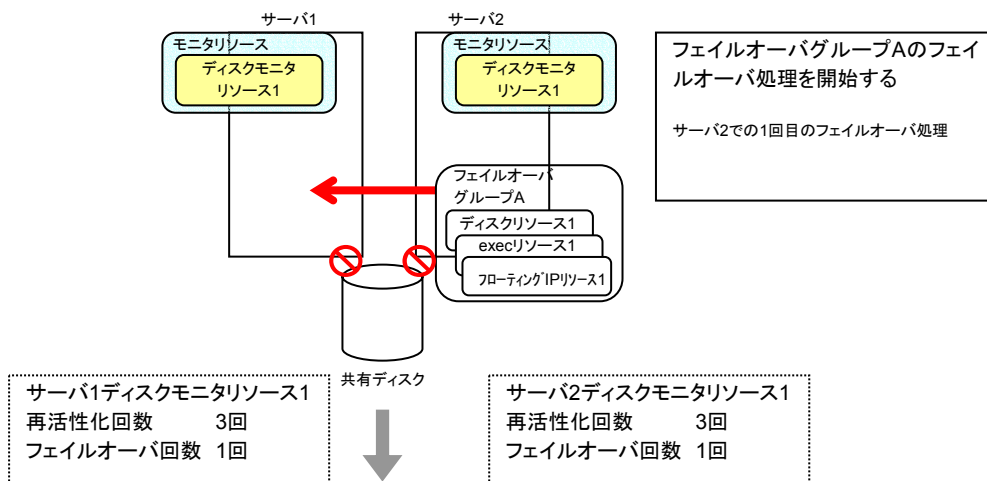 サーバ1
サーバ2
モニタリソース
ディスクモニタ
リソース1
モニタリソース
ディスクモニタ
リソース1
フェイルオーバグループAのフェイ
ルオーバ処理を開始する
サーバ2での1回目のフェイルオーバ処理
フェイルオーバ
グループA
ディスクリソース1
execリソース1
フローティングIPリソース1
共有ディスク
サーバ1ディスクモニタリソース1
再活性化回数 3回
フェイルオーバ回数 1回
サーバ2ディスクモニタリソース1
再活性化回数 3回
フェイルオーバ回数 1回